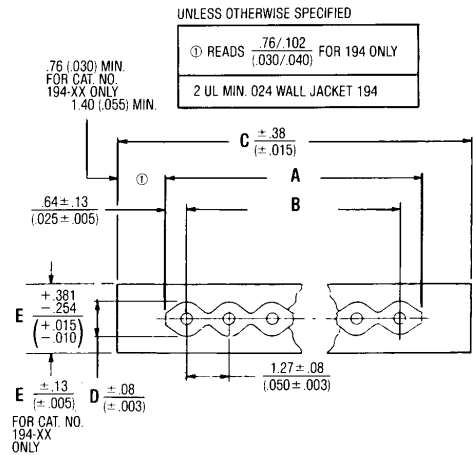 UNLESS OTHERWISE SPECIFIED
① READS .76/.102 FOR 194 ONLY
(.030/.040)
2 UL MIN. 024 WALL JACKET 194
.76 (.030) MIN.
FOR CAT. NO.
194-XX ONLY
1.40 (.055) MIN.
C ±.38
(±.015)
①
A
.64±.13
(.025±.005)
B
E +.381
-.254
(+.015
-.010)
1.27±.08
(.050±.003)
E ±.13
(±.005)
D ±.08
(±.003)
FOR CAT. NO.
194-XX
ONLY